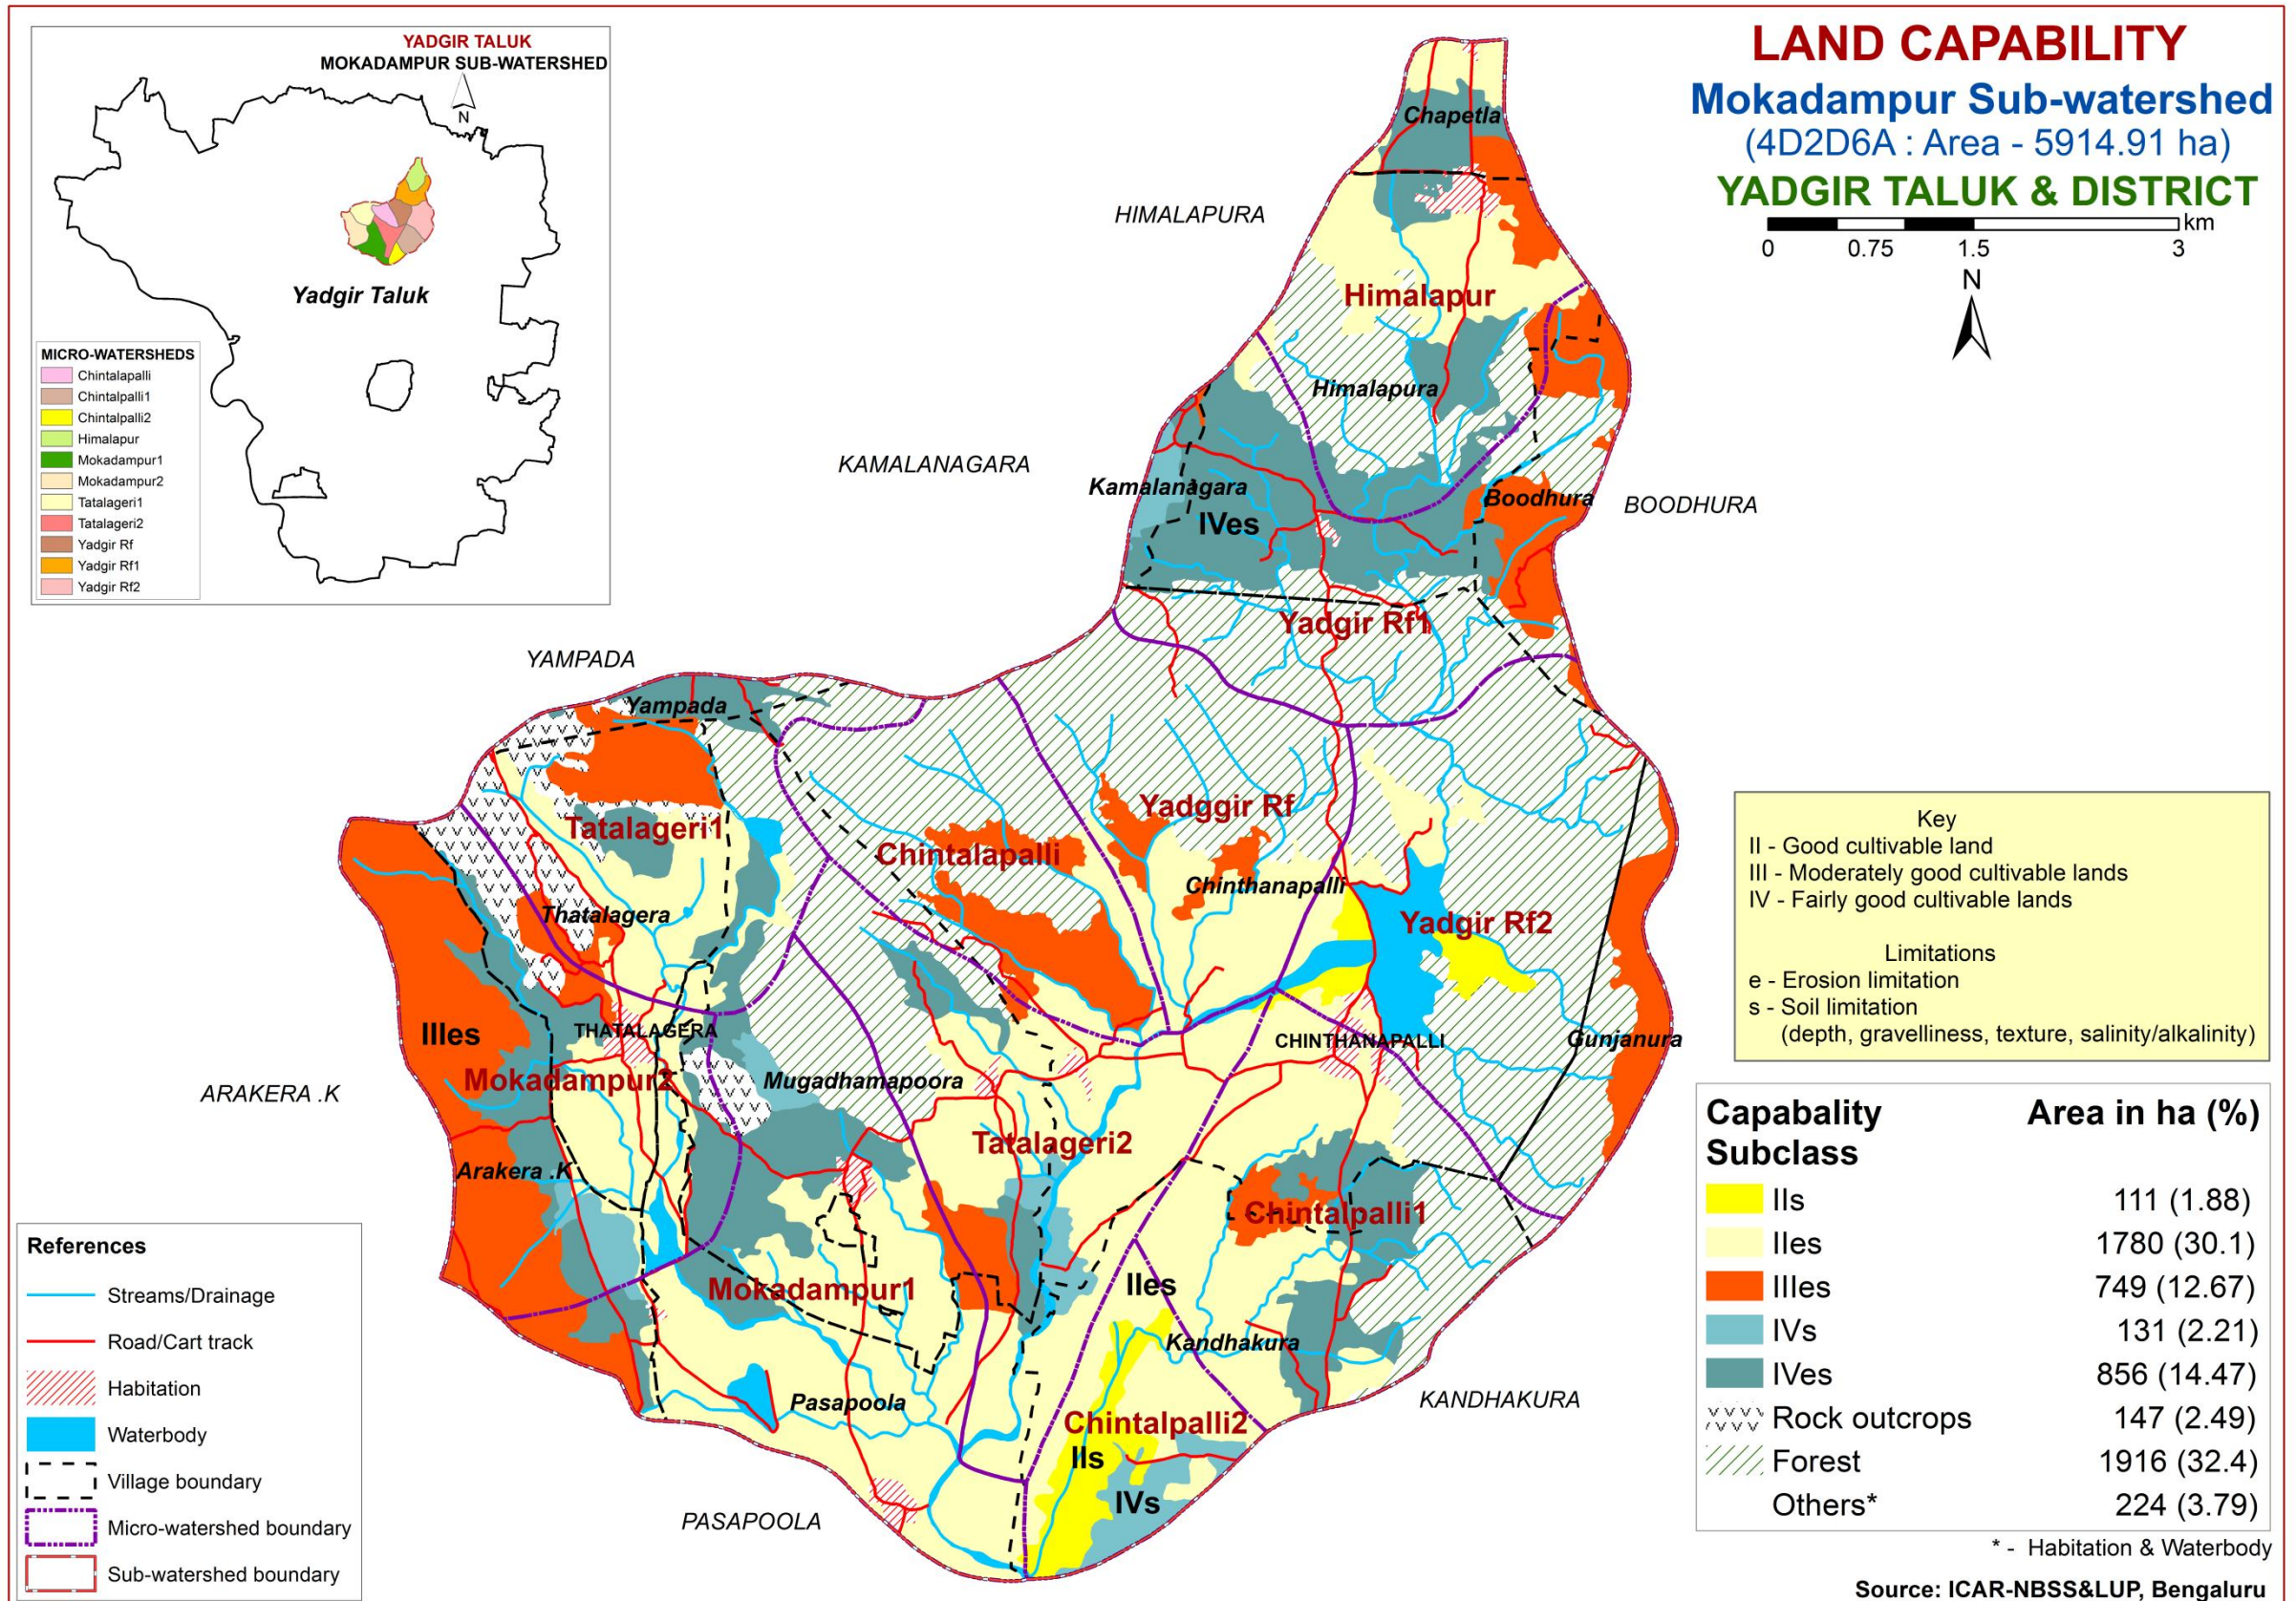 YADGIR TALUK
MOKADAMPUR SUB-WATERSHED
N
Yadgir Taluk
MICRO-WATERSHEDS
Chintalapalli
Chintalpalli1
Chintalpalli2
Himalapur
Mokadampur1
Mokadampur2
Tatalageri1
Tatalageri2
Yadgir Rf
Yadgir Rf1
Yadgir Rf2
LAND CAPABILITY
Mokadampur Sub-watershed
(4D2D6A : Area - 5914.91 ha)
YADGIR TALUK & DISTRICT
km
0 0.75 1.5 3
N
Chapetla
HIMALAPURA
Himalapur
Himalapura
KAMALANAGARA
Kamalanagara
Boodhura
BOODHURA
IVes
Yadgir Rf1
YAMPADA
Yampada
Yadggir Rf
Tatalageri1
Chintalapalli
Chinthanapalli
Thatalagera
Yadgir Rf2
IIIes
THATALAGERA
CHINTHANAPALLI
Gunjanura
Mokadampur2
Mugadhamapoora
ARAKERA .K
Tatalageri2
Arakera .K
Chintalpalli1
Mokadampur1
IIes
Kandhakura
Pasapoola
KANDHAKURA
Chintalpalli2
IIs
IVs
PASAPOOLA
Key
II - Good cultivable land
III - Moderately good cultivable lands
IV - Fairly good cultivable lands
Limitations
e - Erosion limitation
s - Soil limitation
(depth, gravelliness, texture, salinity/alkalinity)
Capabality Area in ha (%)
Subclass
IIs 111 (1.88)
IIes 1780 (30.1)
IIIes 749 (12.67)
IVs 131 (2.21)
IVes 856 (14.47)
Rock outcrops 147 (2.49)
Forest 1916 (32.4)
Others* 224 (3.79)
* - Habitation & Waterbody
Source: ICAR-NBSS&LUP, Bengaluru
References
Streams/Drainage
Road/Cart track
Habitation
Waterbody
Village boundary
Micro-watershed boundary
Sub-watershed boundary